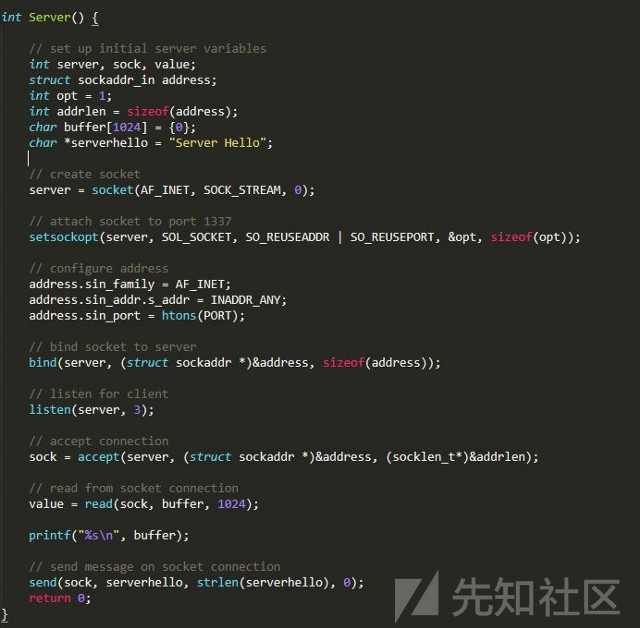 int Server() {
// set up initial server variables
int server, sock, value;
struct sockaddr_in address;
int opt = 1;
int addrlen = sizeof(address);
char buffer[1024] = {0};
char *serverhello = "Server Hello";
// create socket
server = socket(AF_INET, SOCK_STREAM, 0);
// attach socket to port 1337
setsockopt(server, SOL_SOCKET, SO_REUSEADDR | SO_REUSEPORT, &opt, sizeof(opt));
// configure address
address.sin_family = AF_INET;
address.sin_addr.s_addr = INADDR_ANY;
address.sin_port = htons(PORT);
// bind socket to server
bind(server, (struct sockaddr *)&address, sizeof(address));
// listen for client
listen(server, 3);
// accept connection
sock = accept(server, (struct sockaddr *)&address, (socklen_t*)&addrlen);
// read from socket connection
value = read(sock, buffer, 1024);
printf("%s\n", buffer);
// send message on socket connection
send(sock, serverhello, strlen(serverhello), 0);
return 0;
}
先知社区